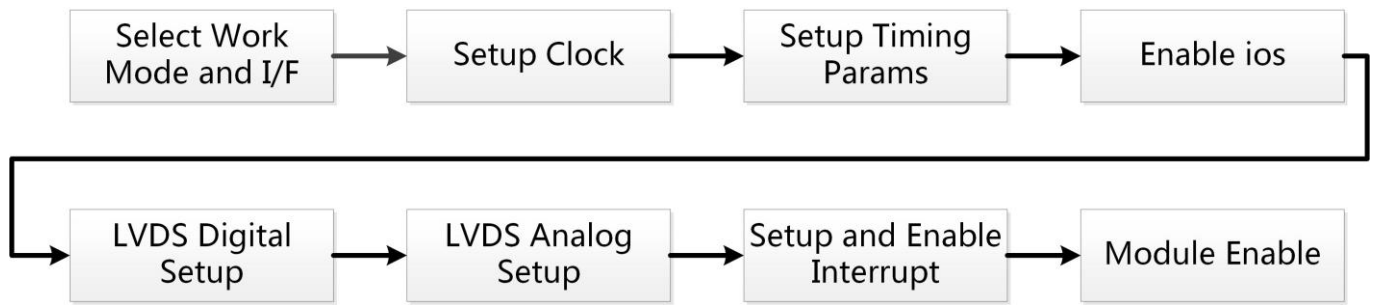 Select Work
Mode and I/F
Setup Clock
Setup Timing
Params
Enable ios
LVDS Digital
Setup
LVDS Analog
Setup
Setup and Enable
Interrupt
Module Enable